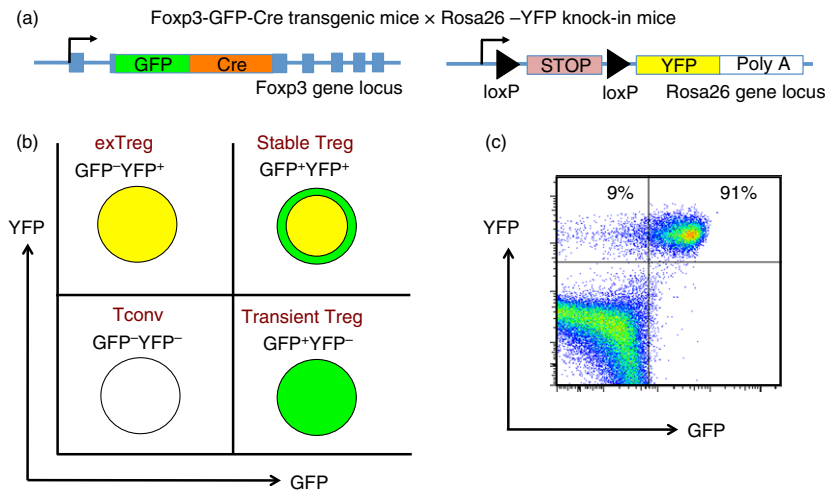 (a) Foxp3-GFP-Cre transgenic mice × Rosa26 –YFP knock-in mice
GFP Cre
Foxp3 gene locus
STOP YFP Poly A
loxP loxP Rosa26 gene locus
(b)
exTreg
GFP⁻YFP⁺
Stable Treg
GFP⁺YFP⁺
YFP
Tconv
GFP⁻YFP⁻
Transient Treg
GFP⁺YFP⁻
GFP
(c)
9% 91%
YFP
GFP